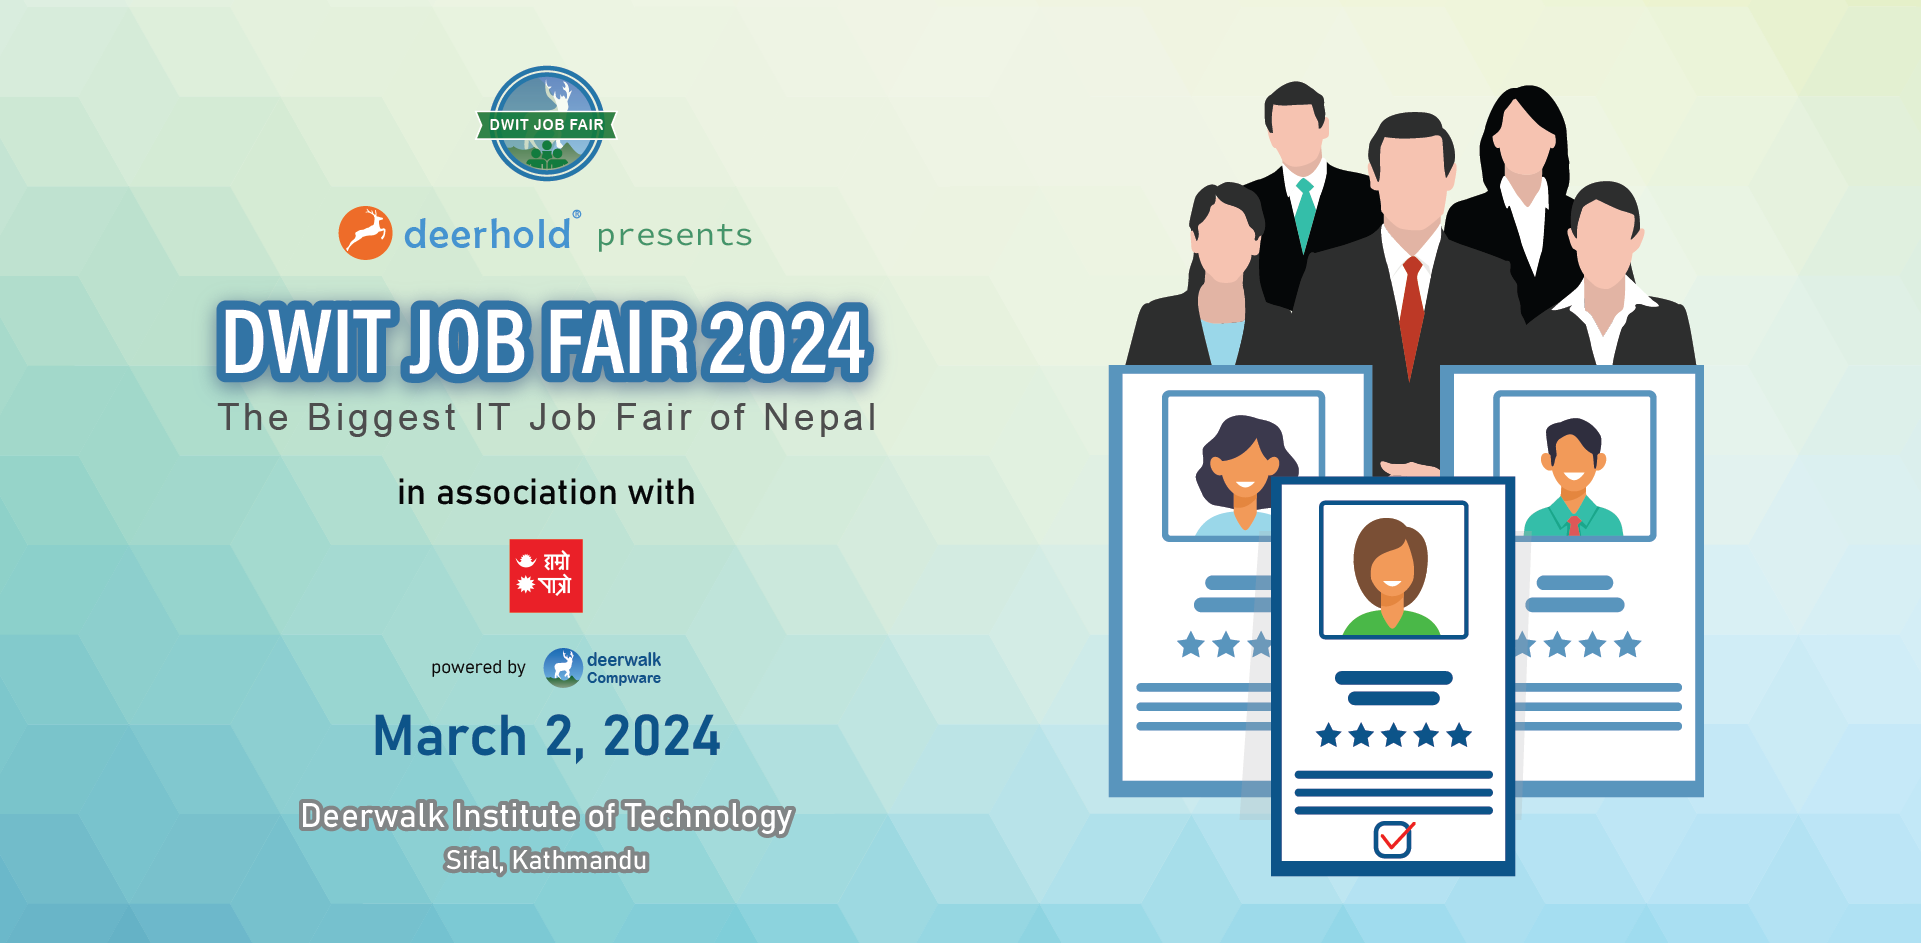 DWIT JOB FAIR
deerhold® presents
DWIT JOB FAIR 2024
The Biggest IT Job Fair of Nepal
in association with
हाम्रो
पात्रो
powered by deerwalk
Compware
March 2, 2024
Deerwalk Institute of Technology
Sifal, Kathmandu